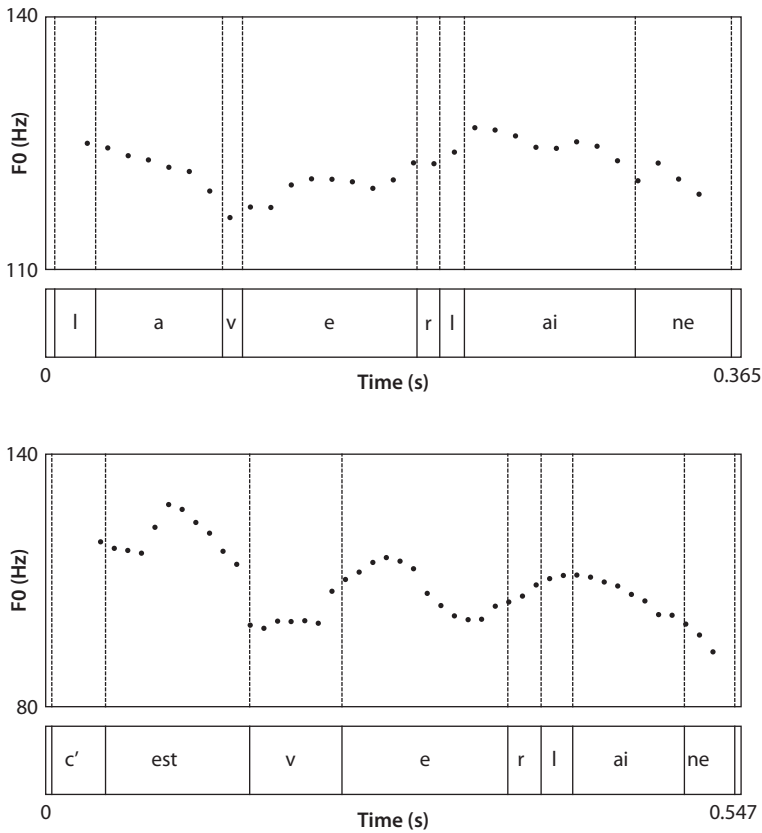 140
F0 (Hz)
110
l a v e r l ai ne
0 Time (s) 0.365
140
F0 (Hz)
80
c’ est v e r l ai ne
0 Time (s) 0.547